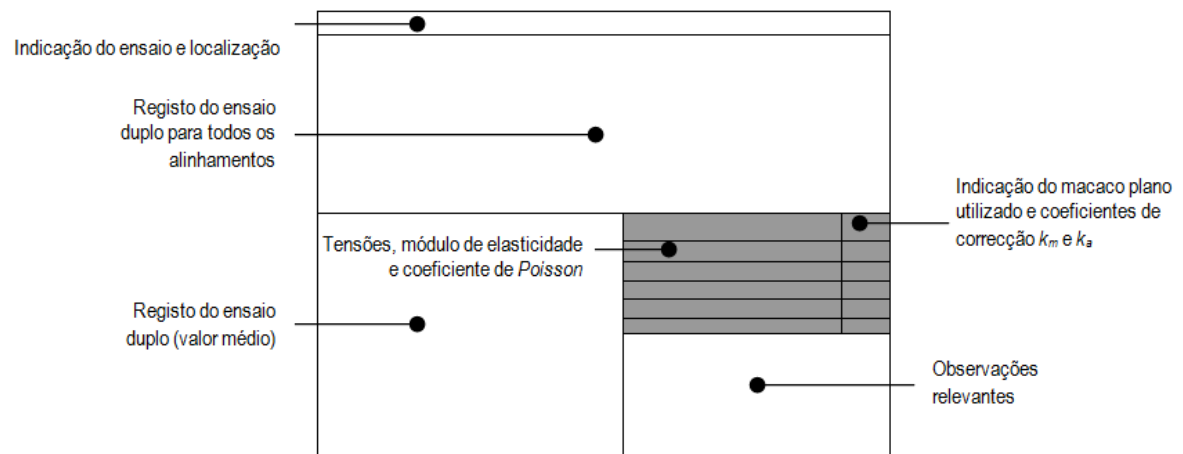 Indicação do ensaio e localização
Registo do ensaio
duplo para todos os
alinhamentos
Indicação do macaco plano
utilizado e coeficientes de
correcção km e ka
Tensões, módulo de elasticidade
e coeficiente de Poisson
Registo do ensaio
duplo (valor médio)
Observações
relevantes